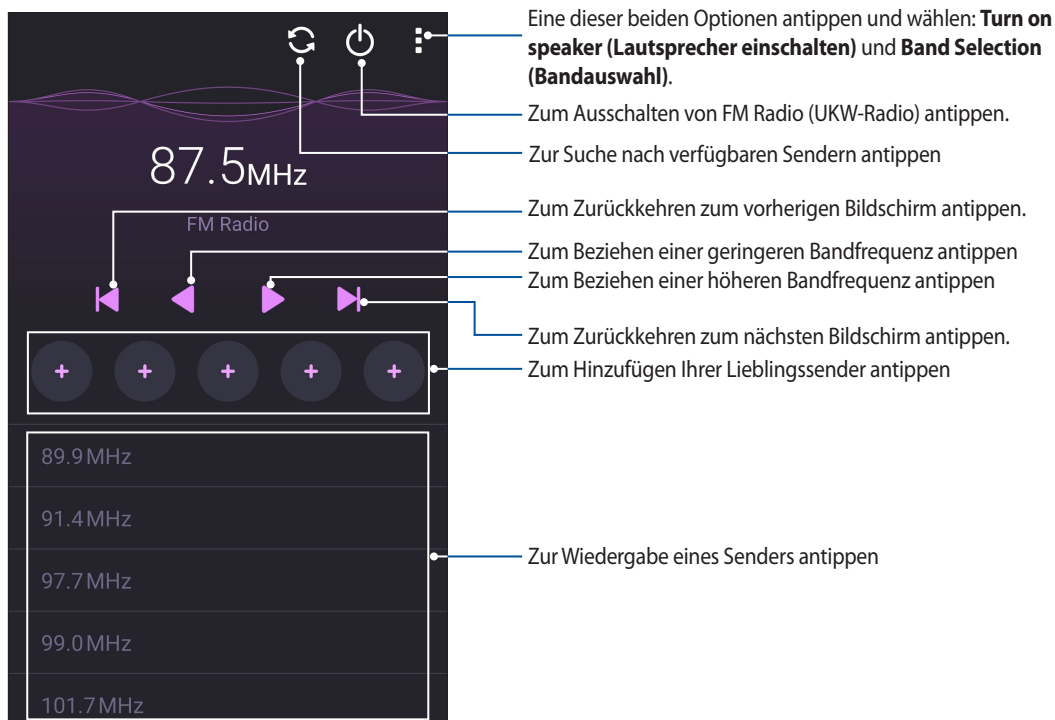 Eine dieser beiden Optionen antippen und wählen: Turn on
speaker (Lautsprecher einschalten) und Band Selection
(Bandauswahl).
Zum Ausschalten von FM Radio (UKW-Radio) antippen.
Zur Suche nach verfügbaren Sendern antippen
87.5MHz
FM Radio
Zum Zurückkehren zum vorherigen Bildschirm antippen.
Zum Beziehen einer geringeren Bandfrequenz antippen
Zum Beziehen einer höheren Bandfrequenz antippen
Zum Zurückkehren zum nächsten Bildschirm antippen.
+ + + + +
Zum Hinzufügen Ihrer Lieblingssender antippen
89.9MHz
91.4MHz
97.7MHz
Zur Wiedergabe eines Senders antippen
99.0MHz
101.7MHz